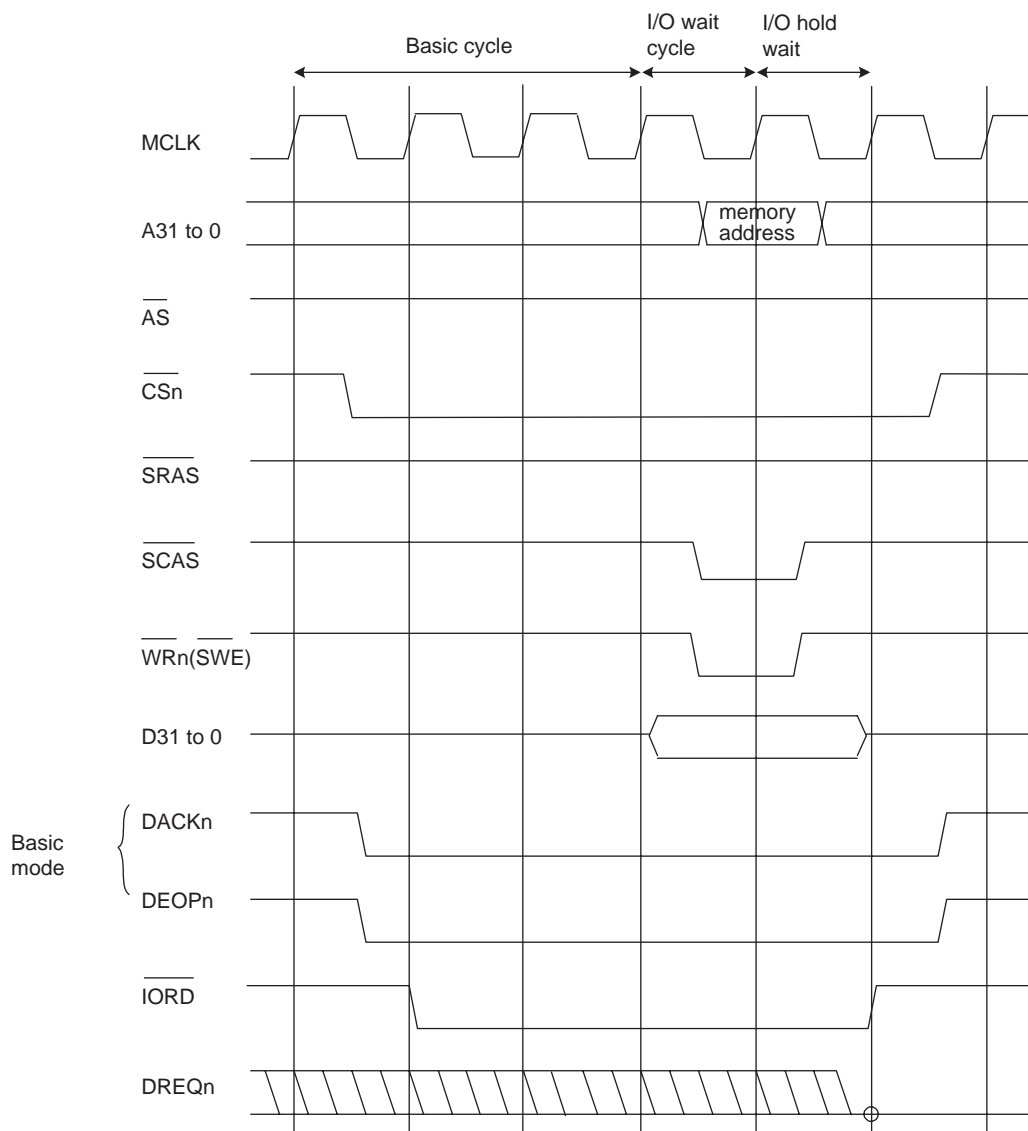 Basic cycle
I/O wait
cycle
I/O hold
wait
MCLK
A31 to 0
memory
address
AS
CSn
SRAS
SCAS
WRn(SWE)
D31 to 0
Basic
mode
DACKn
DEOPn
IORD
DREQn